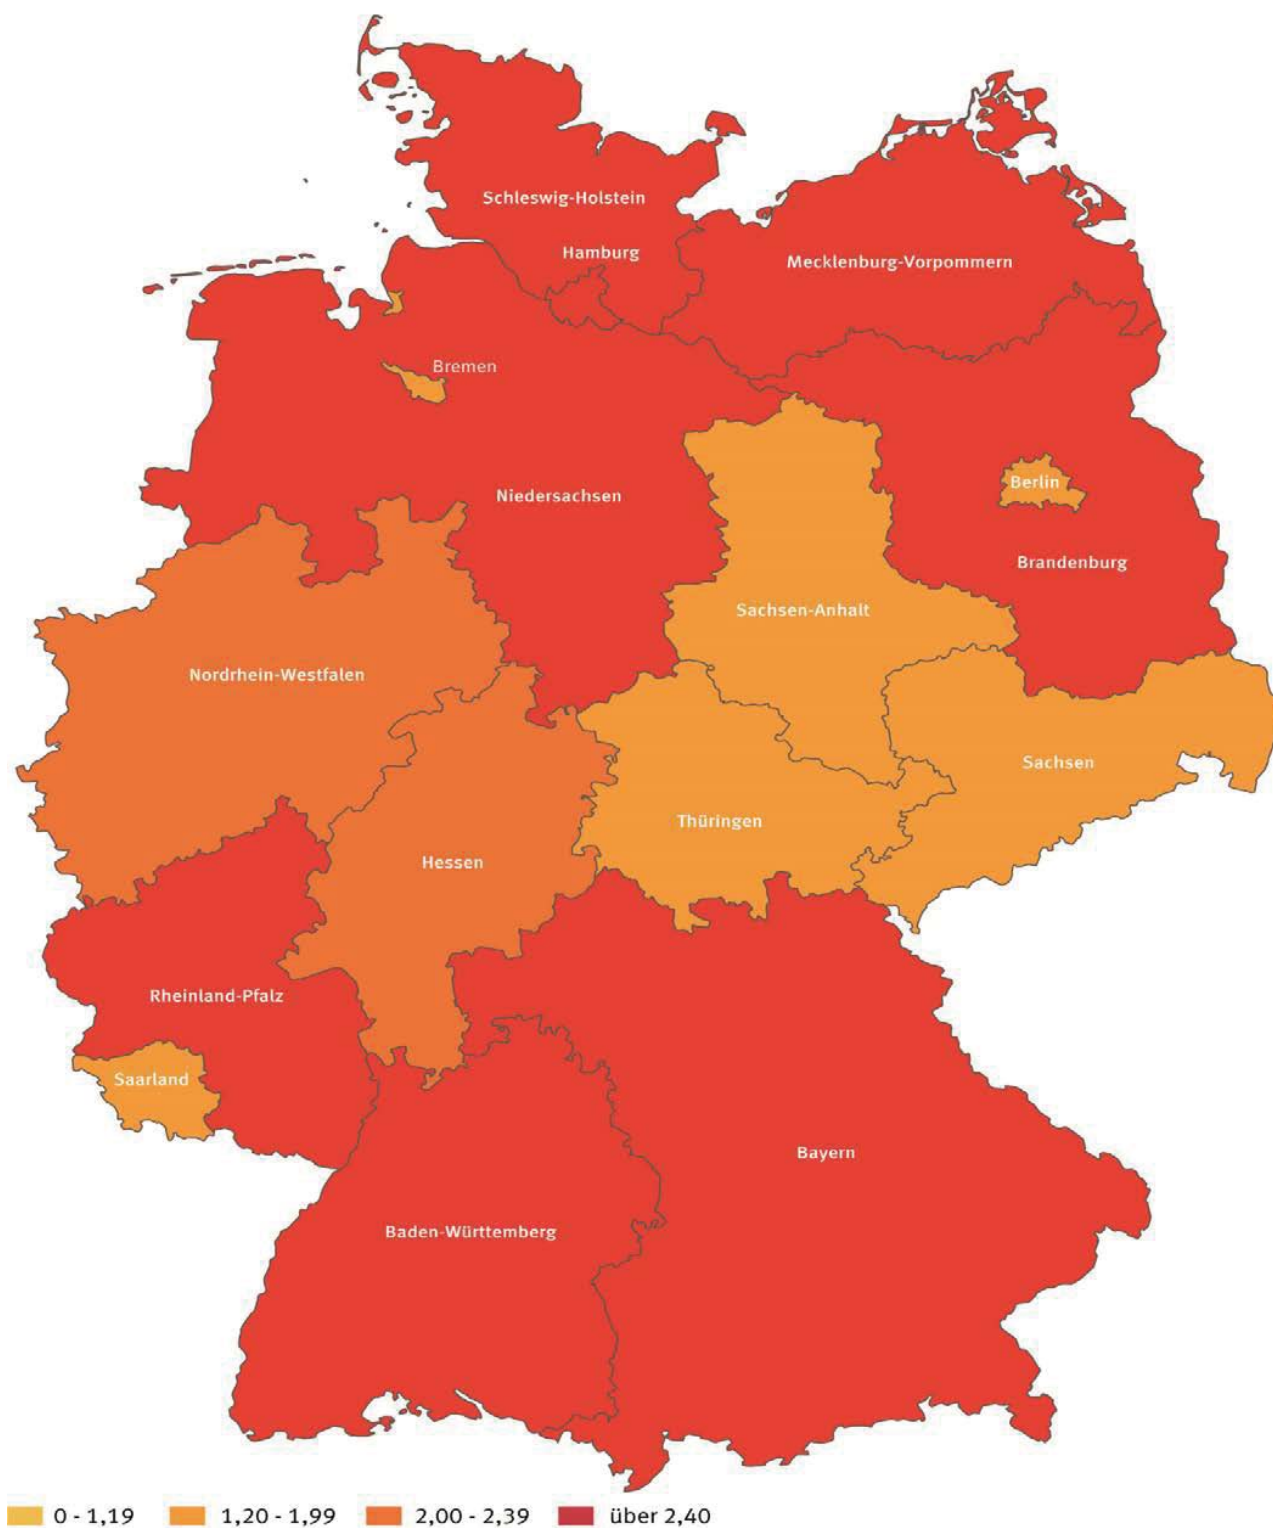 Schleswig-Holstein
Hamburg
Mecklenburg-Vorpommern
Bremen
Berlin
Niedersachsen
Brandenburg
Sachsen-Anhalt
Nordrhein-Westfalen
Sachsen
Thüringen
Hessen
Rheinland-Pfalz
Saarland
Bayern
Baden-Württemberg
0 - 1,19 1,20 - 1,99 2,00 - 2,39 über 2,40